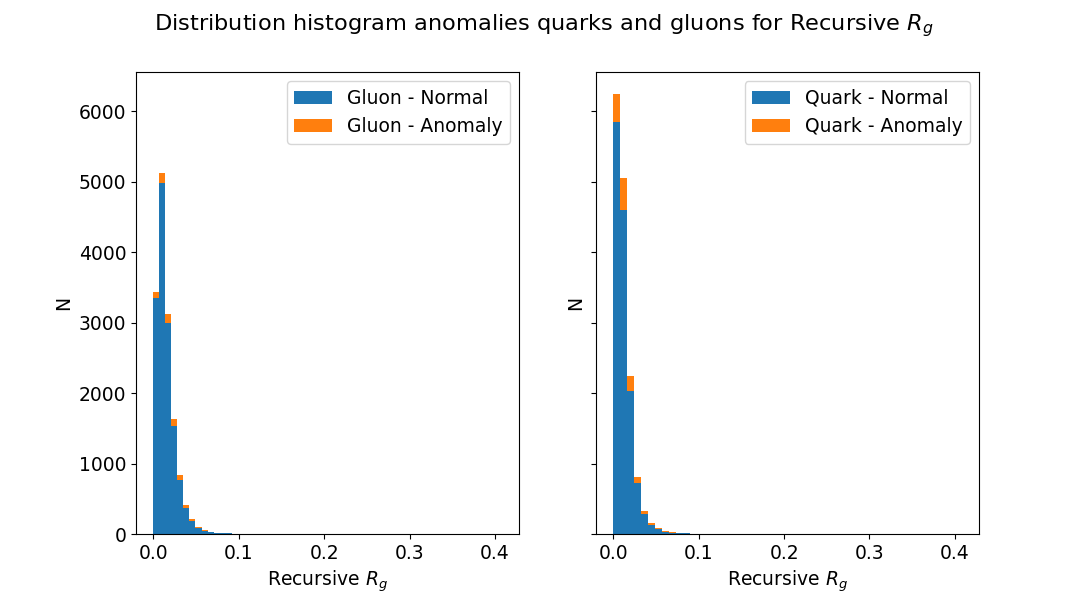 Distribution histogram anomalies quarks and gluons for Recursive $R_g$
Gluon - Normal
Gluon - Anomaly
6000
5000
4000
3000
2000
1000
0
N
0.0 0.1 0.2 0.3 0.4
Recursive $R_g$
Quark - Normal
Quark - Anomaly
N
0.0 0.1 0.2 0.3 0.4
Recursive $R_g$